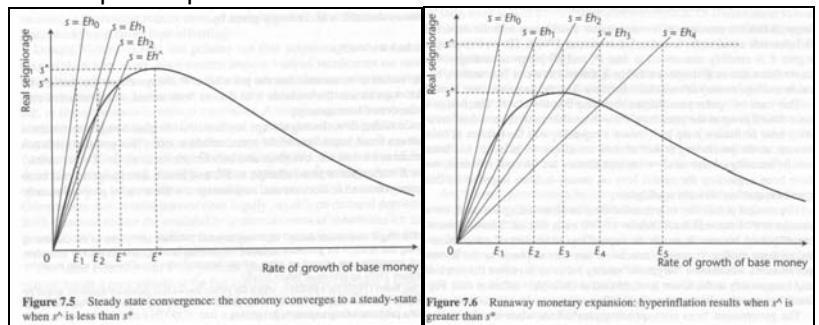 s = Eh0
s = Eh1
s = Eh2
s = Eh^
Real seigniorage
s*
s^
0
E1
E2
E^
E*
Rate of growth of base money
Figure 7.5 Steady state convergence: the economy converges to a steady-state
when s^ is less than s*
s = Eh0
s = Eh1
s = Eh2
s = Eh3
s = Eh4
Real seigniorage
s^
s*
0
E1
E2
E3
E4
E5
Rate of growth of base money
Figure 7.6 Runaway monetary expansion: hyperinflation results when s^ is
greater than s*